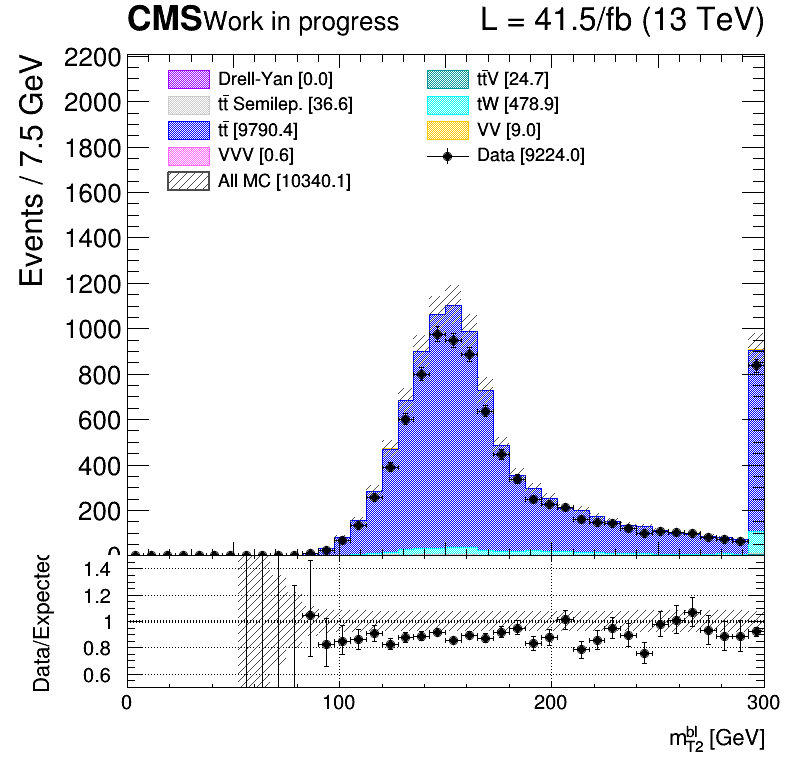 CMS Work in progress L = 41.5/fb (13 TeV)
Events / 7.5 GeV
2200
2000
1800
1600
1400
1200
1000
800
600
400
200
0
Drell-Yan [0.0]
tt̄ Semilep. [36.6]
tt̄ [9790.4]
VVV [0.6]
All MC [10340.1]
tt̄V [24.7]
tW [478.9]
VV [9.0]
Data [9224.0]
Data/Expected
1.4
1.2
1
0.8
0.6
0 100 200 300
m_{T2}^{bl} [GeV]